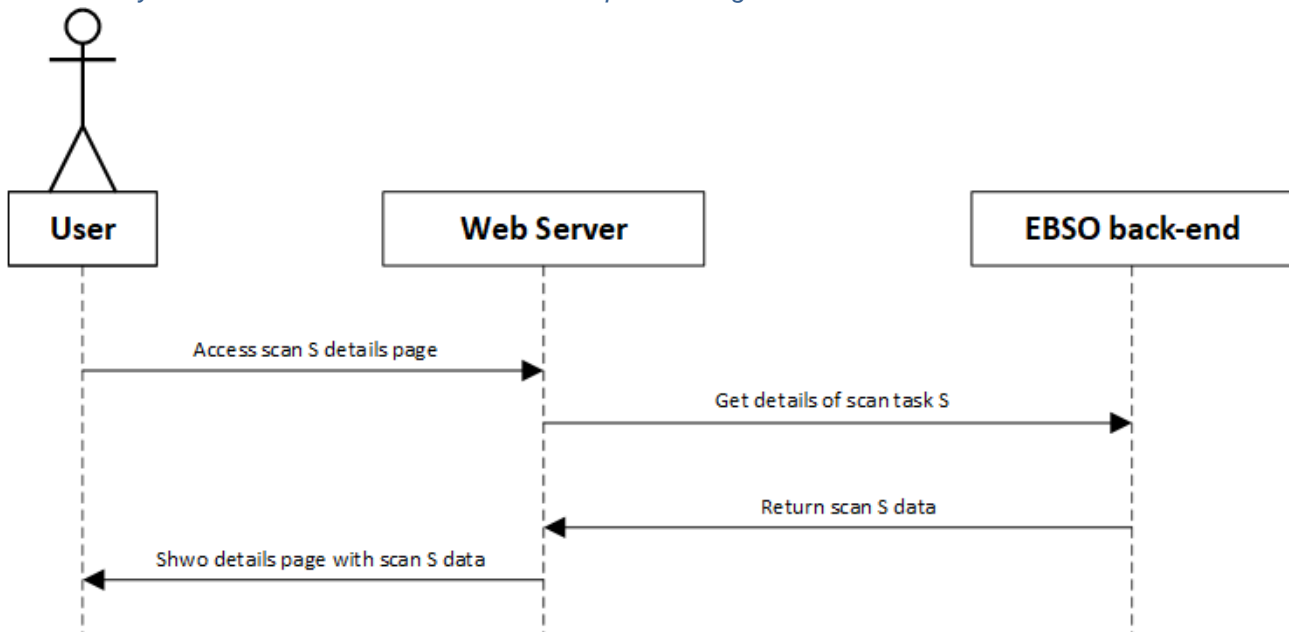 User
Web Server
EBSO back-end
Access scan S details page
Get details of scan task S
Return scan S data
Shwo details page with scan S data